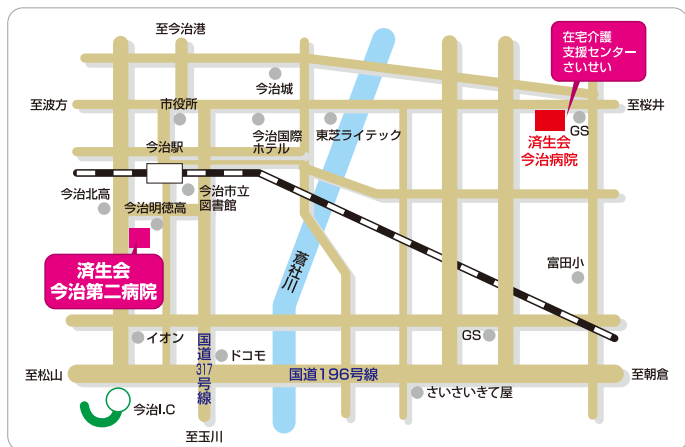 至今治港
在宅介護
支援センター
さいせい
今治城
至波方
市役所
至桜井
GS
今治国際
ホテル
東芝ライテック
済生会
今治病院
今治駅
今治市立
図書館
今治北高
今治明徳高
済生会
今治第二病院
蒼社川
富田小
イオン
国道317号線
ドコモ
GS
至松山
国道196号線
至朝倉
さいさいきて屋
今治I.C
至玉川